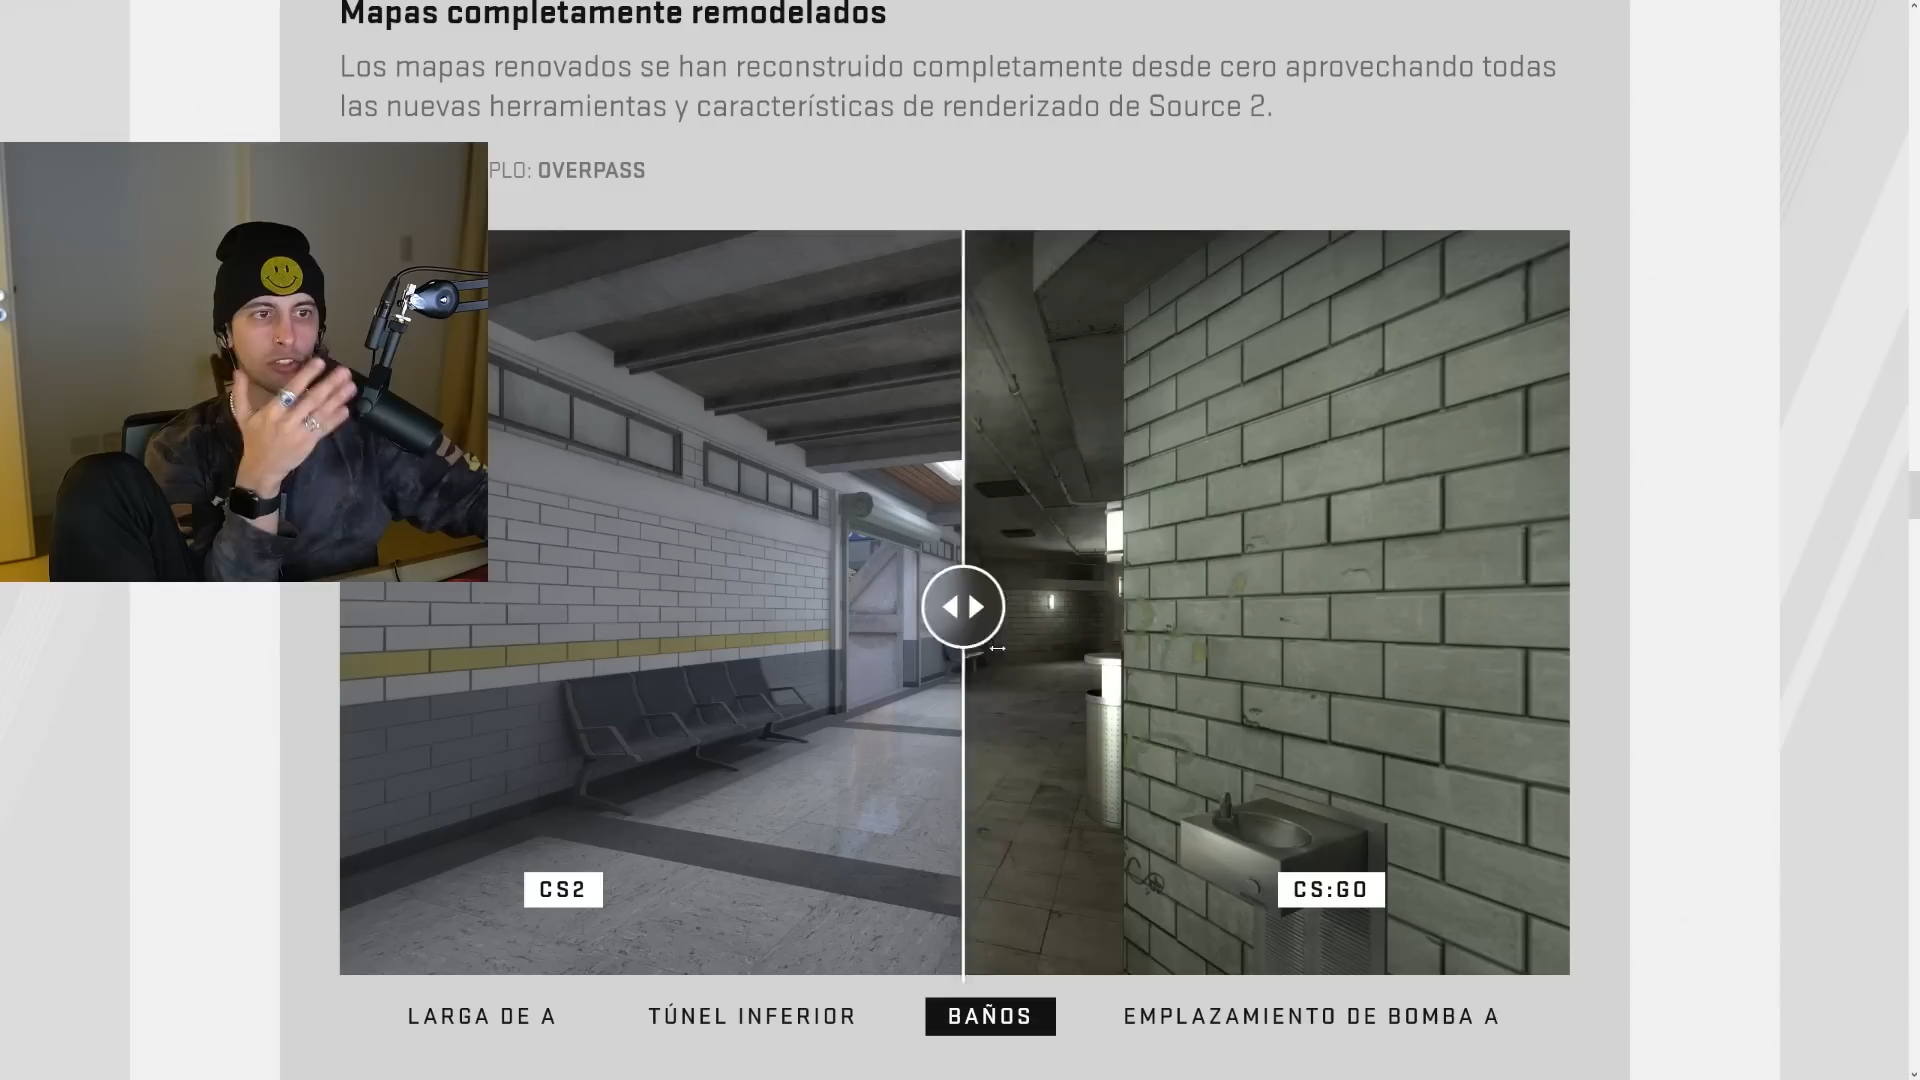 Mapas completamente remodelados
Los mapas renovados se han reconstruido completamente desde cero aprovechando todas
las nuevas herramientas y características de renderizado de Source 2.
PLO: OVERPASS
CS2
CS:GO
LARGA DE A
TÚNEL INFERIOR
BAÑOS
EMPLAZAMIENTO DE BOMBA A